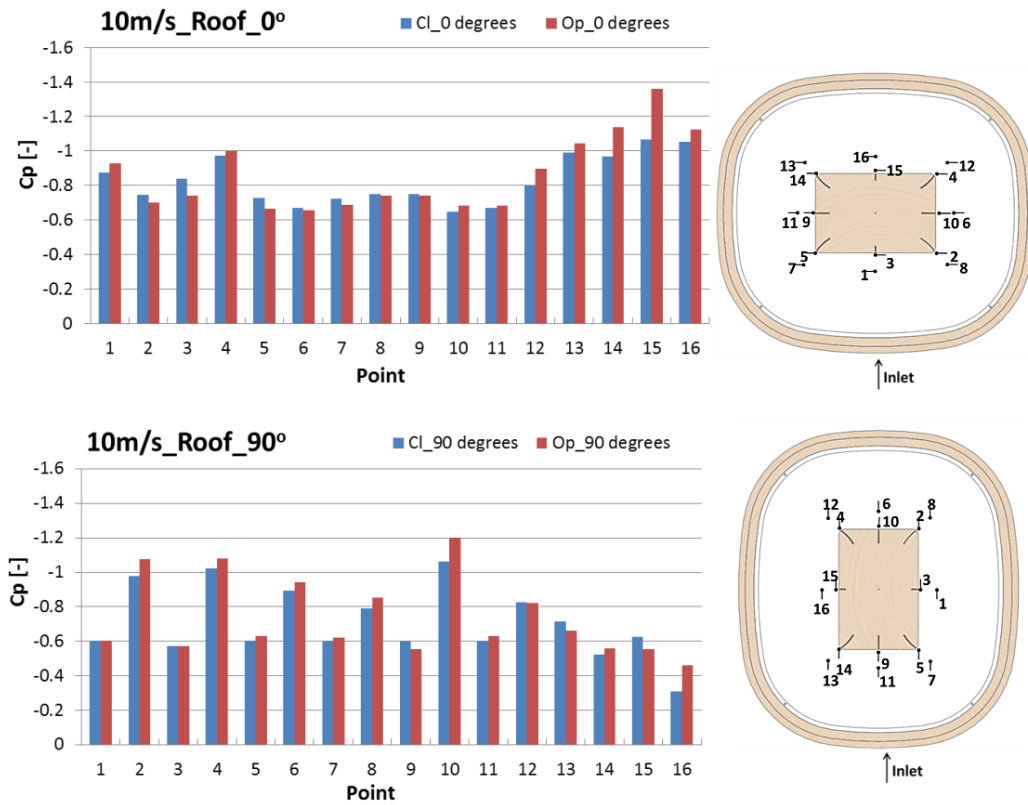 10m/s_Roof_0º
Cl_0 degrees Op_0 degrees
-1.6
-1.4
-1.2
-1
-0.8
-0.6
-0.4
-0.2
0
Cp [-]
1 2 3 4 5 6 7 8 9 10 11 12 13 14 15 16
Point
13 16 15 12
14 4
11 9 10 6
5 3 2
7 1 8
Inlet
10m/s_Roof_90º
Cl_90 degrees Op_90 degrees
-1.6
-1.4
-1.2
-1
-0.8
-0.6
-0.4
-0.2
0
Cp [-]
1 2 3 4 5 6 7 8 9 10 11 12 13 14 15 16
Point
12 6 8
4 10 2
15 3
16 1
14 9 5
13 11 7
Inlet